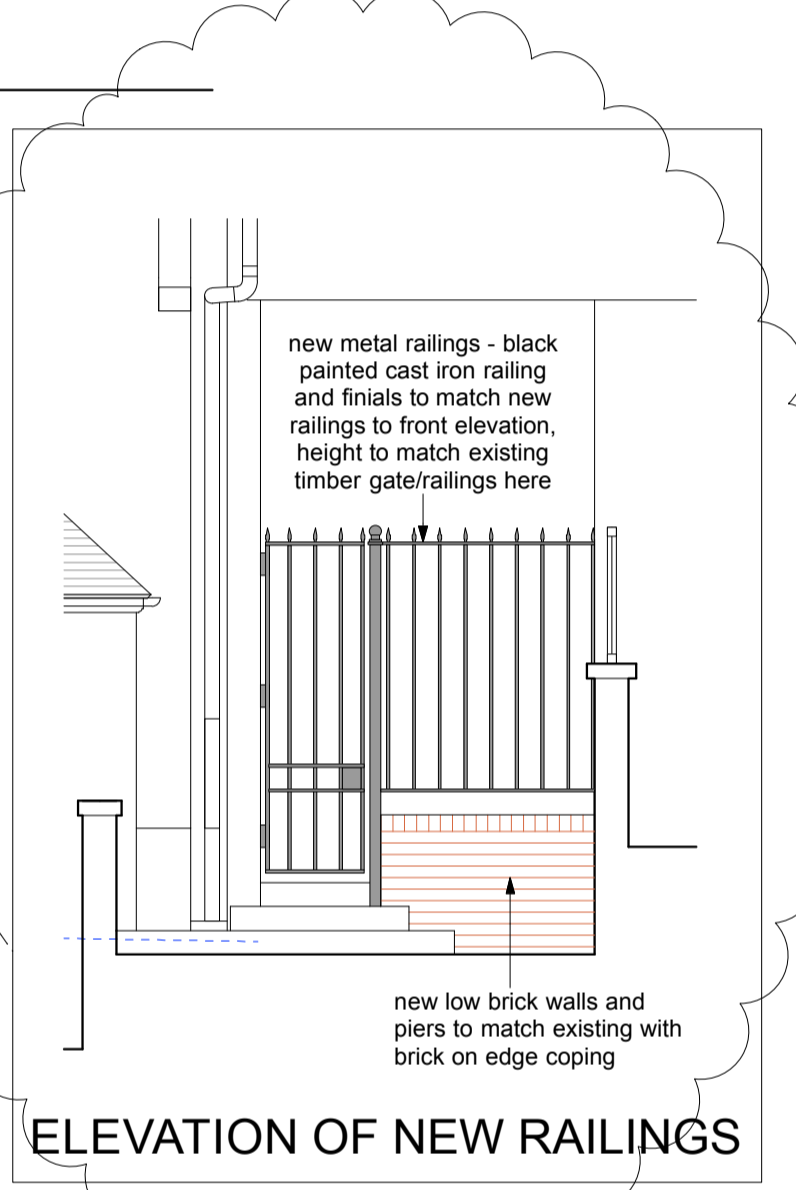 new metal railings - black
painted cast iron railing
and finials to match new
railings to front elevation,
height to match existing
timber gate/railings here
new low brick walls and
piers to match existing with
brick on edge coping
ELEVATION OF NEW RAILINGS